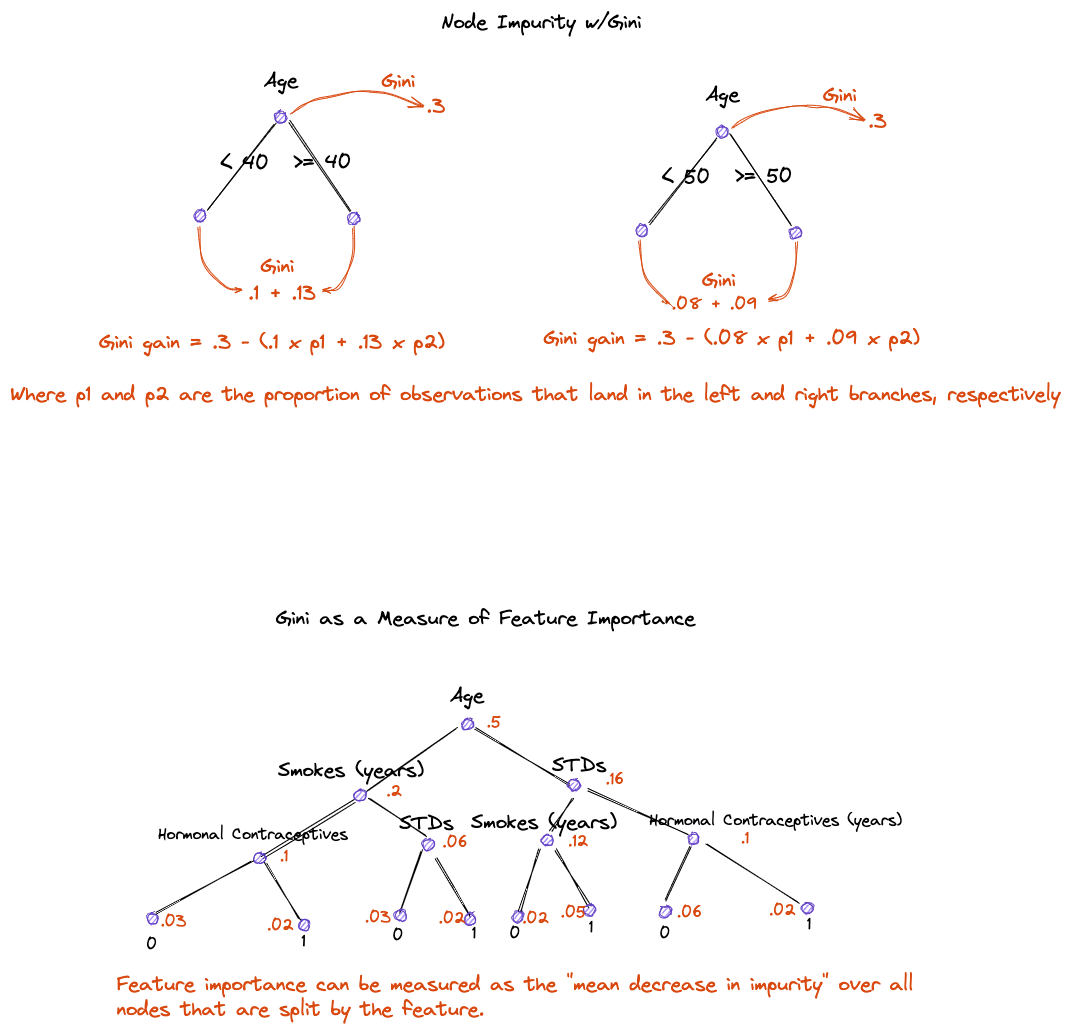 Node Impurity w/Gini
Age
Gini
.3
< 40
>= 40
Gini
.1 + .13
Gini gain = .3 - (.1 x p1 + .13 x p2)
Age
Gini
.3
< 50
>= 50
Gini
.08 + .09
Gini gain = .3 - (.08 x p1 + .09 x p2)
Where p1 and p2 are the proportion of observations that land in the left and right branches, respectively
Gini as a Measure of Feature Importance
Age
.5
Smokes (years)
.2
STDs
.16
Hormonal Contraceptives
.1
STDs
.06
Smokes (years)
.12
Hormonal Contraceptives (years)
.1
.03
0
.02
1
.03
0
.02
1
.02
0
.05
1
.06
0
.02
1
Feature importance can be measured as the "mean decrease in impurity" over all
nodes that are split by the feature.